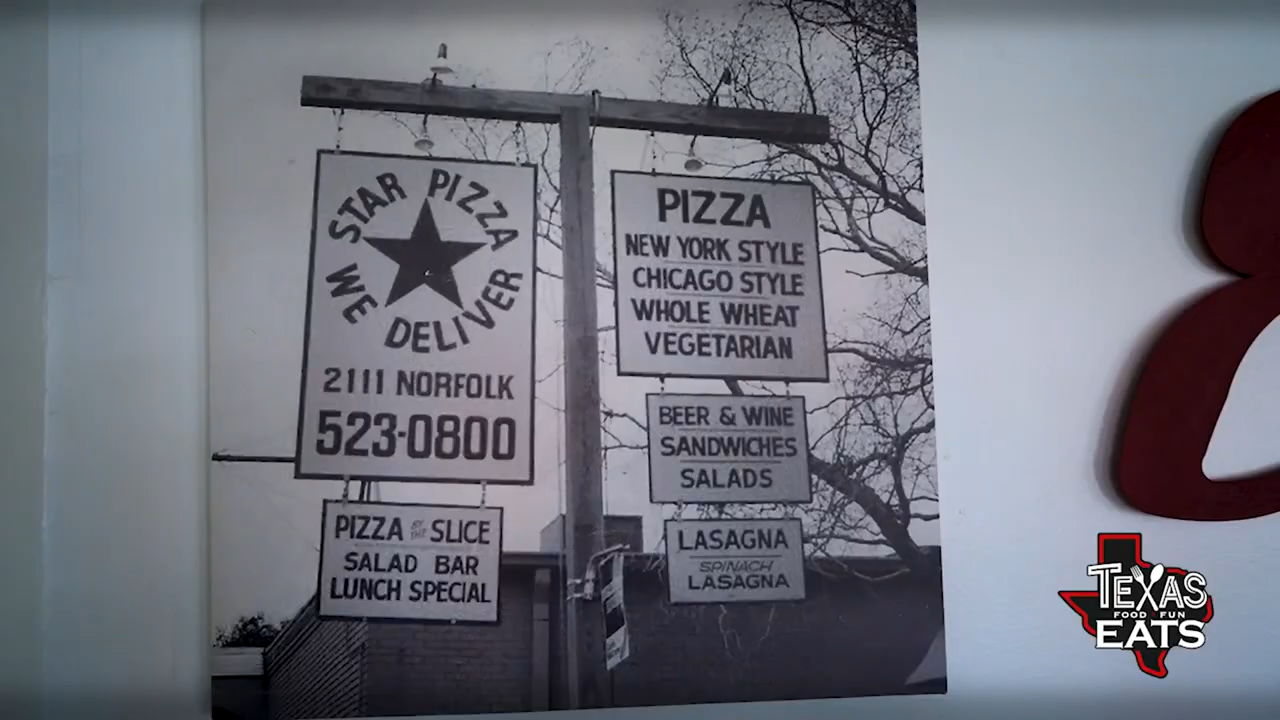 STAR PIZZA
WE DELIVER
2111 NORFOLK
523-0800
PIZZA BY THE SLICE
SALAD BAR
LUNCH SPECIAL
PIZZA
NEW YORK STYLE
CHICAGO STYLE
WHOLE WHEAT
VEGETARIAN
BEER & WINE
SANDWICHES
SALADS
LASAGNA
SPINACH
LASAGNA
TEXAS
FOOD FUN
EATS